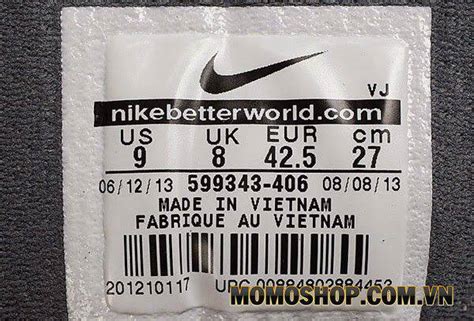 VJ
nikebetterworld.com
US UK EUR cm
9 8 42.5 27
06/12/13 599343-406 08/08/13
MADE IN VIETNAM
FABRIQUE AU VIETNAM
201210117
MOMOSHOP.COM.VN